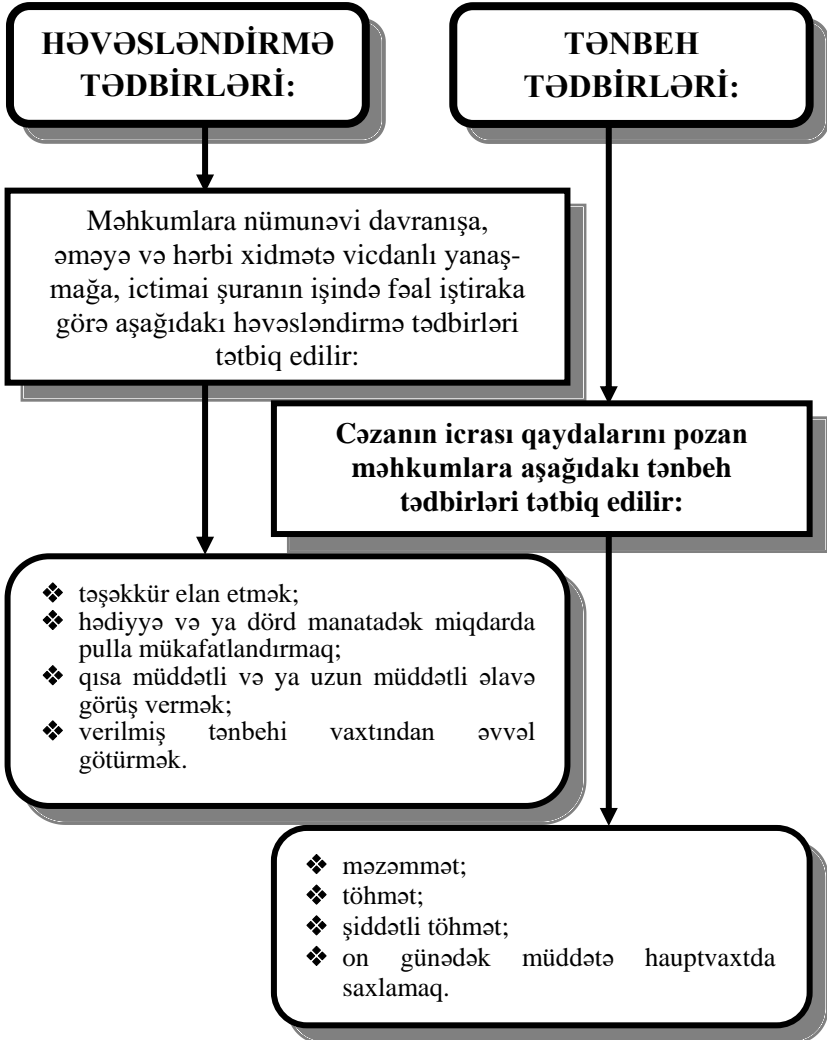 HƏVƏSLƏNDİRMƏ
TƏDBİRLƏRİ:
TƏNBEH
TƏDBİRLƏRİ:
Məhkumlara nümunəvi davranışa,
əməyə və hərbi xidmətə vicdanlı yanaş-
mağa, ictimai şuranın işində fəal iştiraka
görə aşağıdakı həvəsləndirmə tədbirləri
tətbiq edilir:
Cəzanın icrası qaydalarını pozan
məhkumlara aşağıdakı tənbeh
tədbirləri tətbiq edilir:
❖ təşəkkür elan etmək;
❖ hədiyyə və ya dörd manatadək miqdarda
pulla mükafatlandırmaq;
❖ qısa müddətli və ya uzun müddətli əlavə
görüş vermək;
❖ verilmiş tənbehi vaxtından əvvəl
götürmək.
❖ məzəmmət;
❖ töhmət;
❖ şiddətli töhmət;
❖ on günədək müddətə hauptvaxtda
saxlamaq.